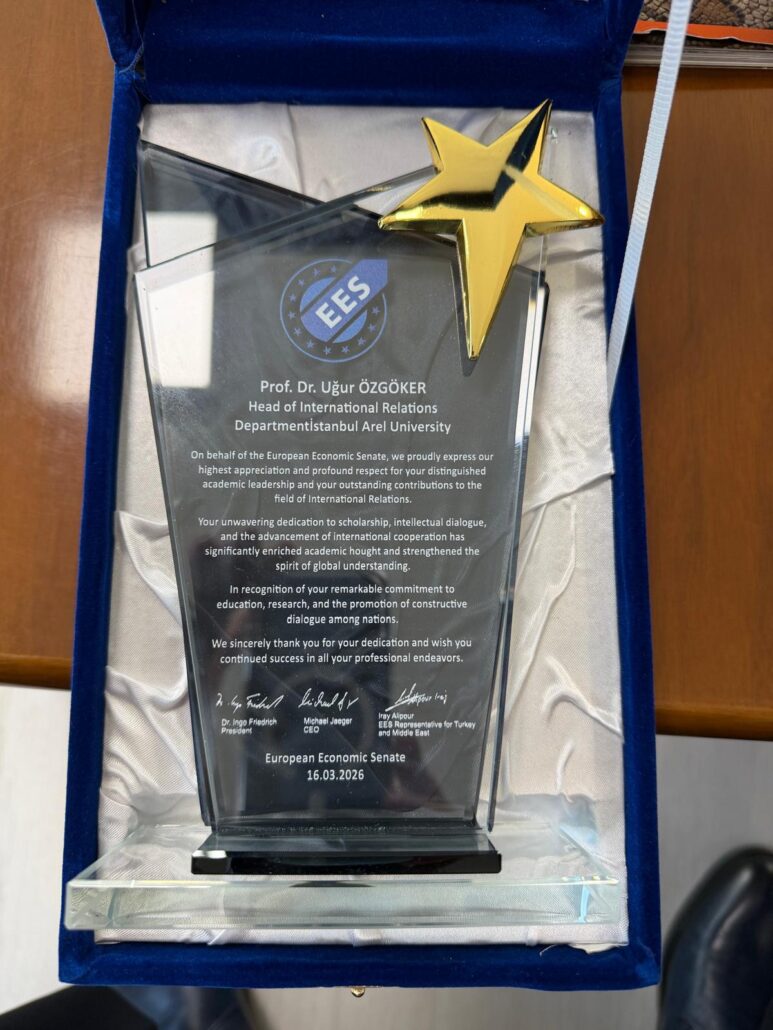 EES
Prof. Dr. Uğur ÖZGÖKER
Head of International Relations
Departmentİstanbul Arel University
On behalf of the European Economic Senate, we proudly express our
highest appreciation and profound respect for your distinguished
academic leadership and your outstanding contributions to the
field of International Relations.
Your unwavering dedication to scholarship, intellectual dialogue,
and the advancement of international cooperation has
significantly enriched academic hought and strengthened the
spirit of global understanding.
In recognition of your remarkable commitment to
education, research, and the promotion of constructive
dialogue among nations.
We sincerely thank you for your dedication and wish you
continued success in all your professional endeavors.
Dr. Ingo Friedrich
President
Michael Jaeger
CEO
Iray Alipour
EES Representative for Turkey
and Middle East
European Economic Senate
16.03.2026